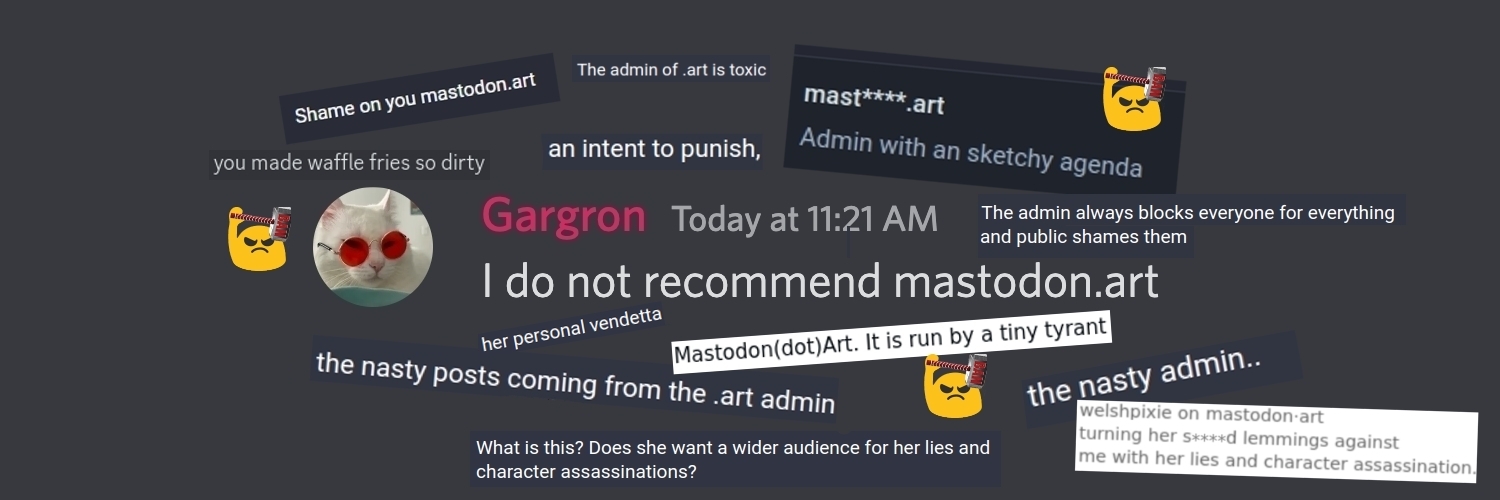 The admin of .art is toxic
Shame on you mastodon.art
mast****.art
Admin with an sketchy agenda
an intent to punish,
you made waffle fries so dirty
Gargron Today at 11:21 AM
I do not recommend mastodon.art
The admin always blocks everyone for everything
and public shames them
her personal vendetta
Mastodon(dot)Art. It is run by a tiny tyrant
the nasty posts coming from the .art admin
the nasty admin..
welshpixie on mastodon·art
turning her s****d lemmings against
me with her lies and character assassination.
What is this? Does she want a wider audience for her lies and
character assassinations?